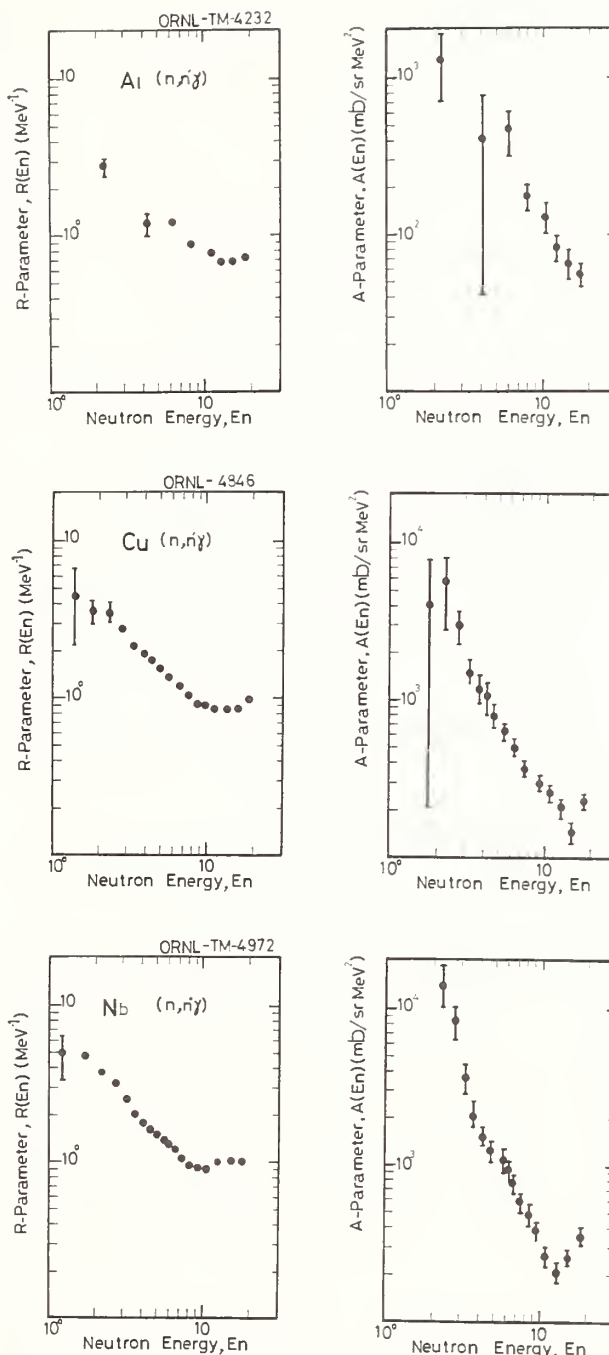 ORNL-TM-4232
Al (n,n'γ)
R-Parameter, R(En) (MeV⁻¹)
10
10⁰
10⁰
10
Neutron Energy, En
A-Parameter, A(En)(mb/sr MeV²)
10³
10²
10⁰
10
Neutron Energy, En
ORNL-4846
Cu (n,n'γ)
R-Parameter, R(En) (MeV⁻¹)
10
10⁰
10⁰
10
Neutron Energy, En
A-Parameter, A(En)(mb/sr MeV²)
10⁴
10³
10⁰
10
Neutron Energy, En
ORNL-TM-4972
Nb (n,n'γ)
R-Parameter, R(En) (MeV⁻¹)
10
10⁰
10⁰
10
Neutron Energy, En
A-Parameter, A(En)(mb/sr MeV²)
10⁴
10³
10⁰
10
Neutron Energy, En